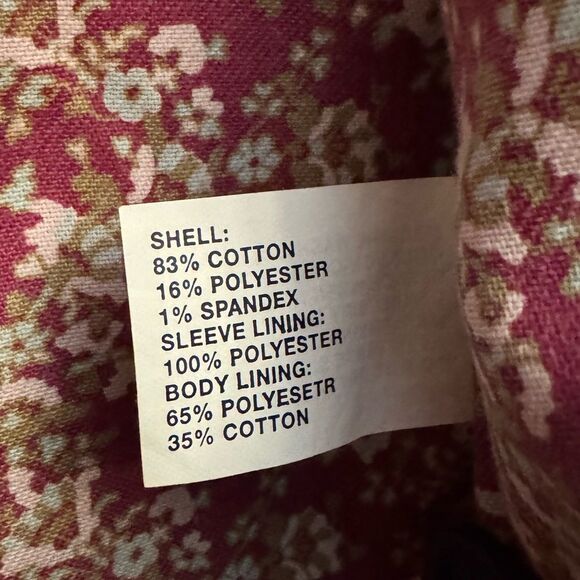 SHELL:
83% COTTON
16% POLYESTER
1% SPANDEX
SLEEVE LINING:
100% POLYESTER
BODY LINING:
65% POLYESETR
35% COTTON